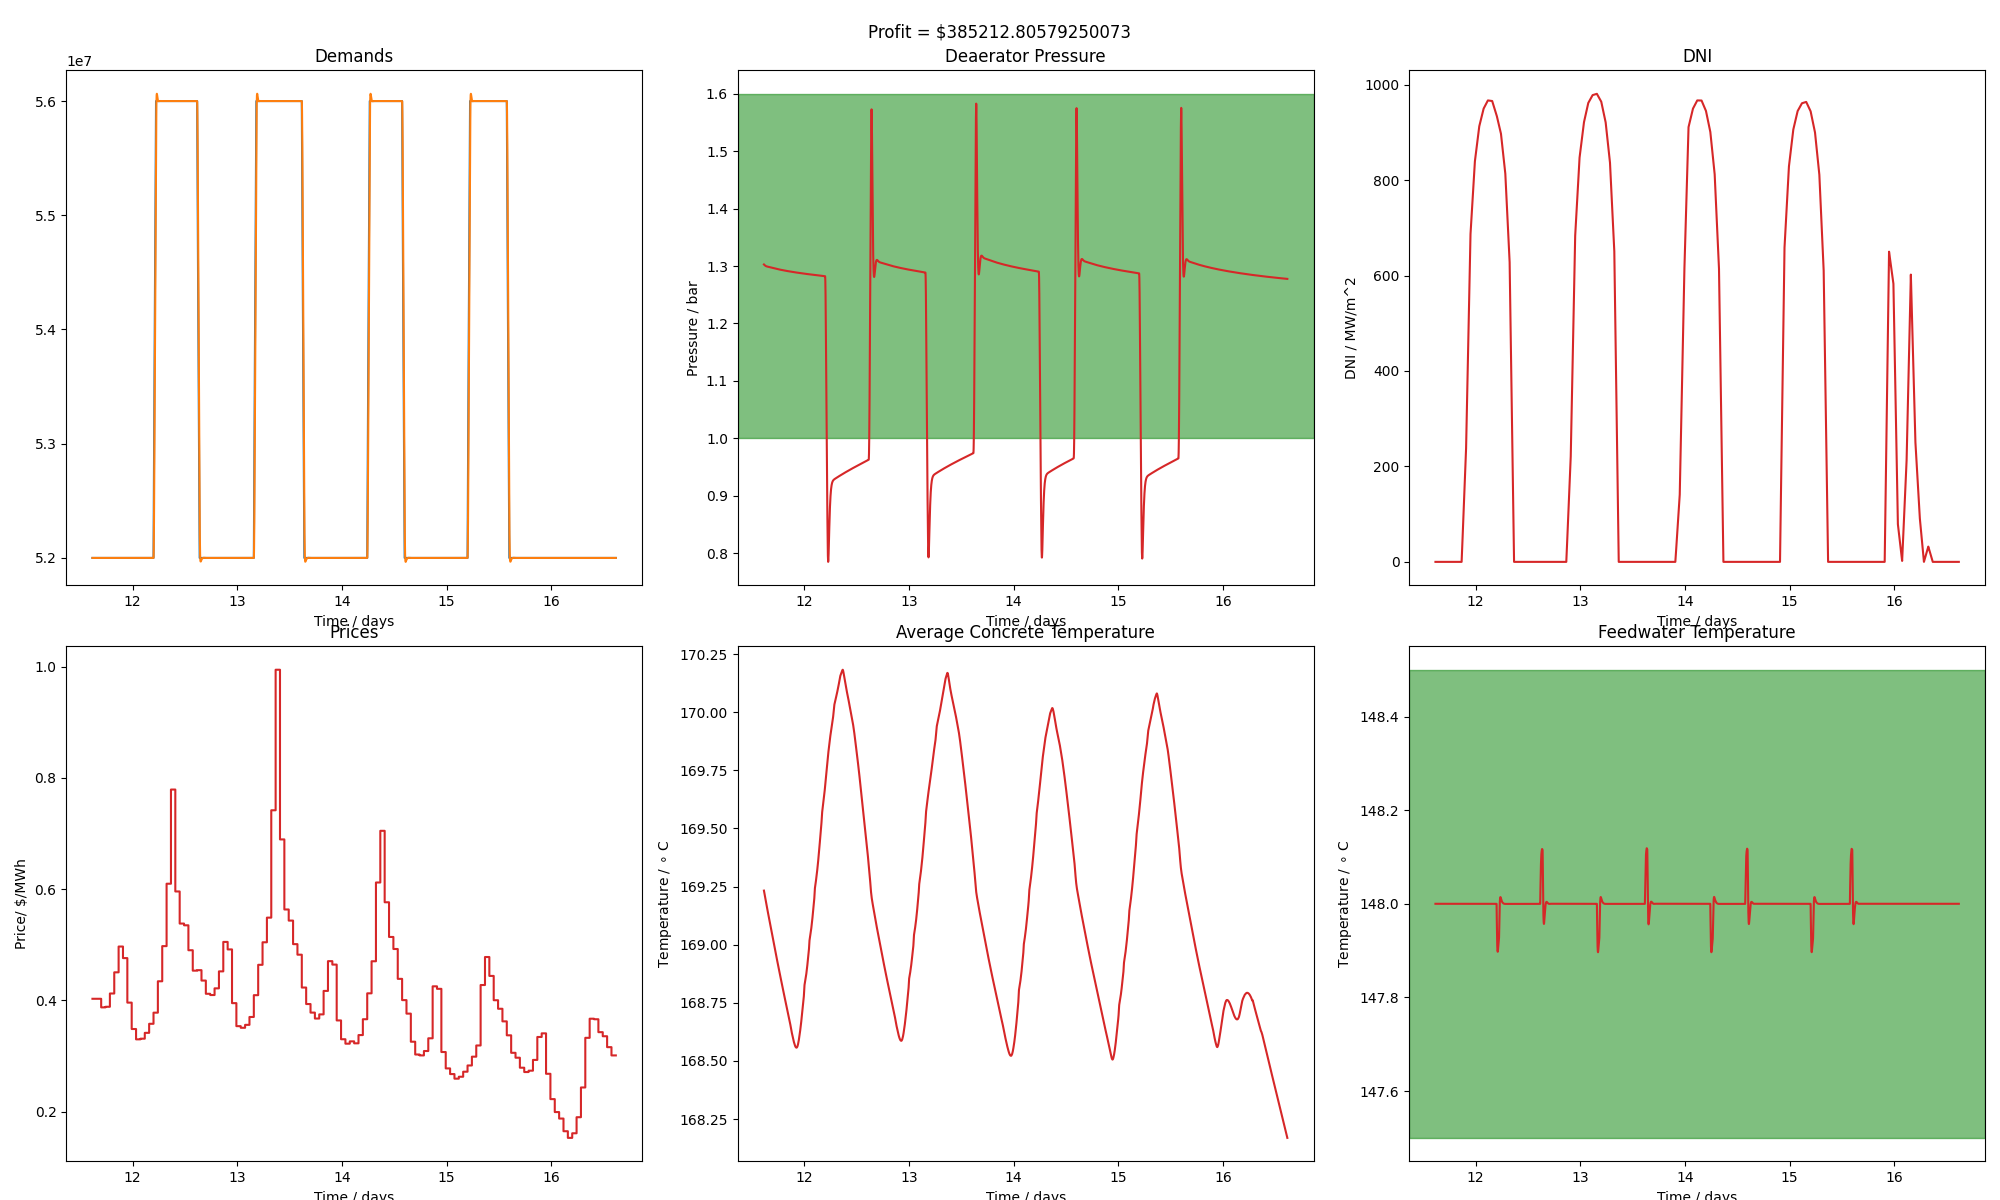 Profit = $385212.80579250073
Demands
1e7
5.6
5.5
5.4
5.3
5.2
12 13 14 15 16
Time / days
Deaerator Pressure
Pressure / bar
1.6
1.5
1.4
1.3
1.2
1.1
1.0
0.9
0.8
12 13 14 15 16
Time / days
DNI
DNI / MW/m^2
1000
800
600
400
200
0
12 13 14 15 16
Time / days
Prices
Price/ $/MWh
1.0
0.8
0.6
0.4
0.2
12 13 14 15 16
Time / days
Average Concrete Temperature
Temperature / ∘ C
170.25
170.00
169.75
169.50
169.25
169.00
168.75
168.50
168.25
12 13 14 15 16
Time / days
Feedwater Temperature
Temperature / ∘ C
148.4
148.2
148.0
147.8
147.6
12 13 14 15 16
Time / days